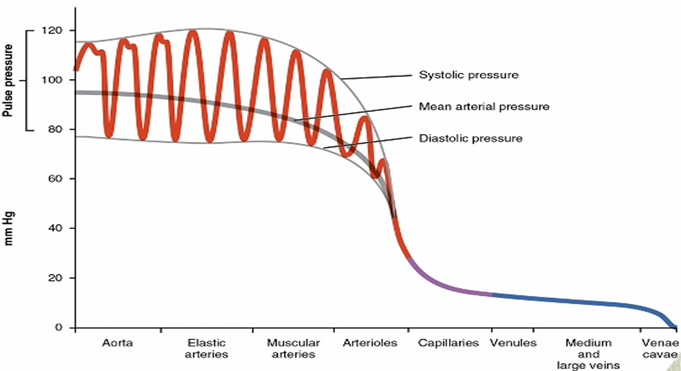 Pulse pressure
mm Hg
120
100
80
60
40
20
0
Systolic pressure
Mean arterial pressure
Diastolic pressure
Aorta
Elastic
arteries
Muscular
arteries
Arterioles
Capillaries
Venules
Medium
and
large veins
Venae
cavae